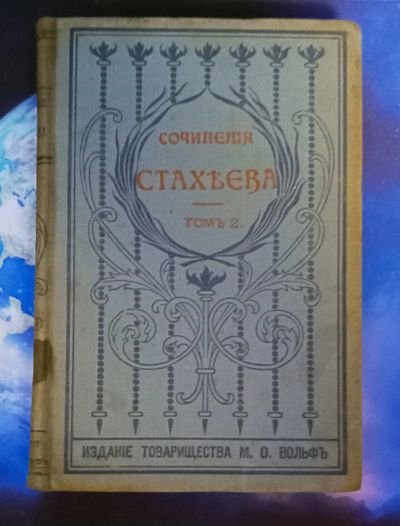 СОЧИНЕНІЯ
СТАХѢЕВА
ТОМЪ 2.
ИЗДАНІЕ ТОВАРИЩЕСТВА М. О. ВОЛЬФЪ